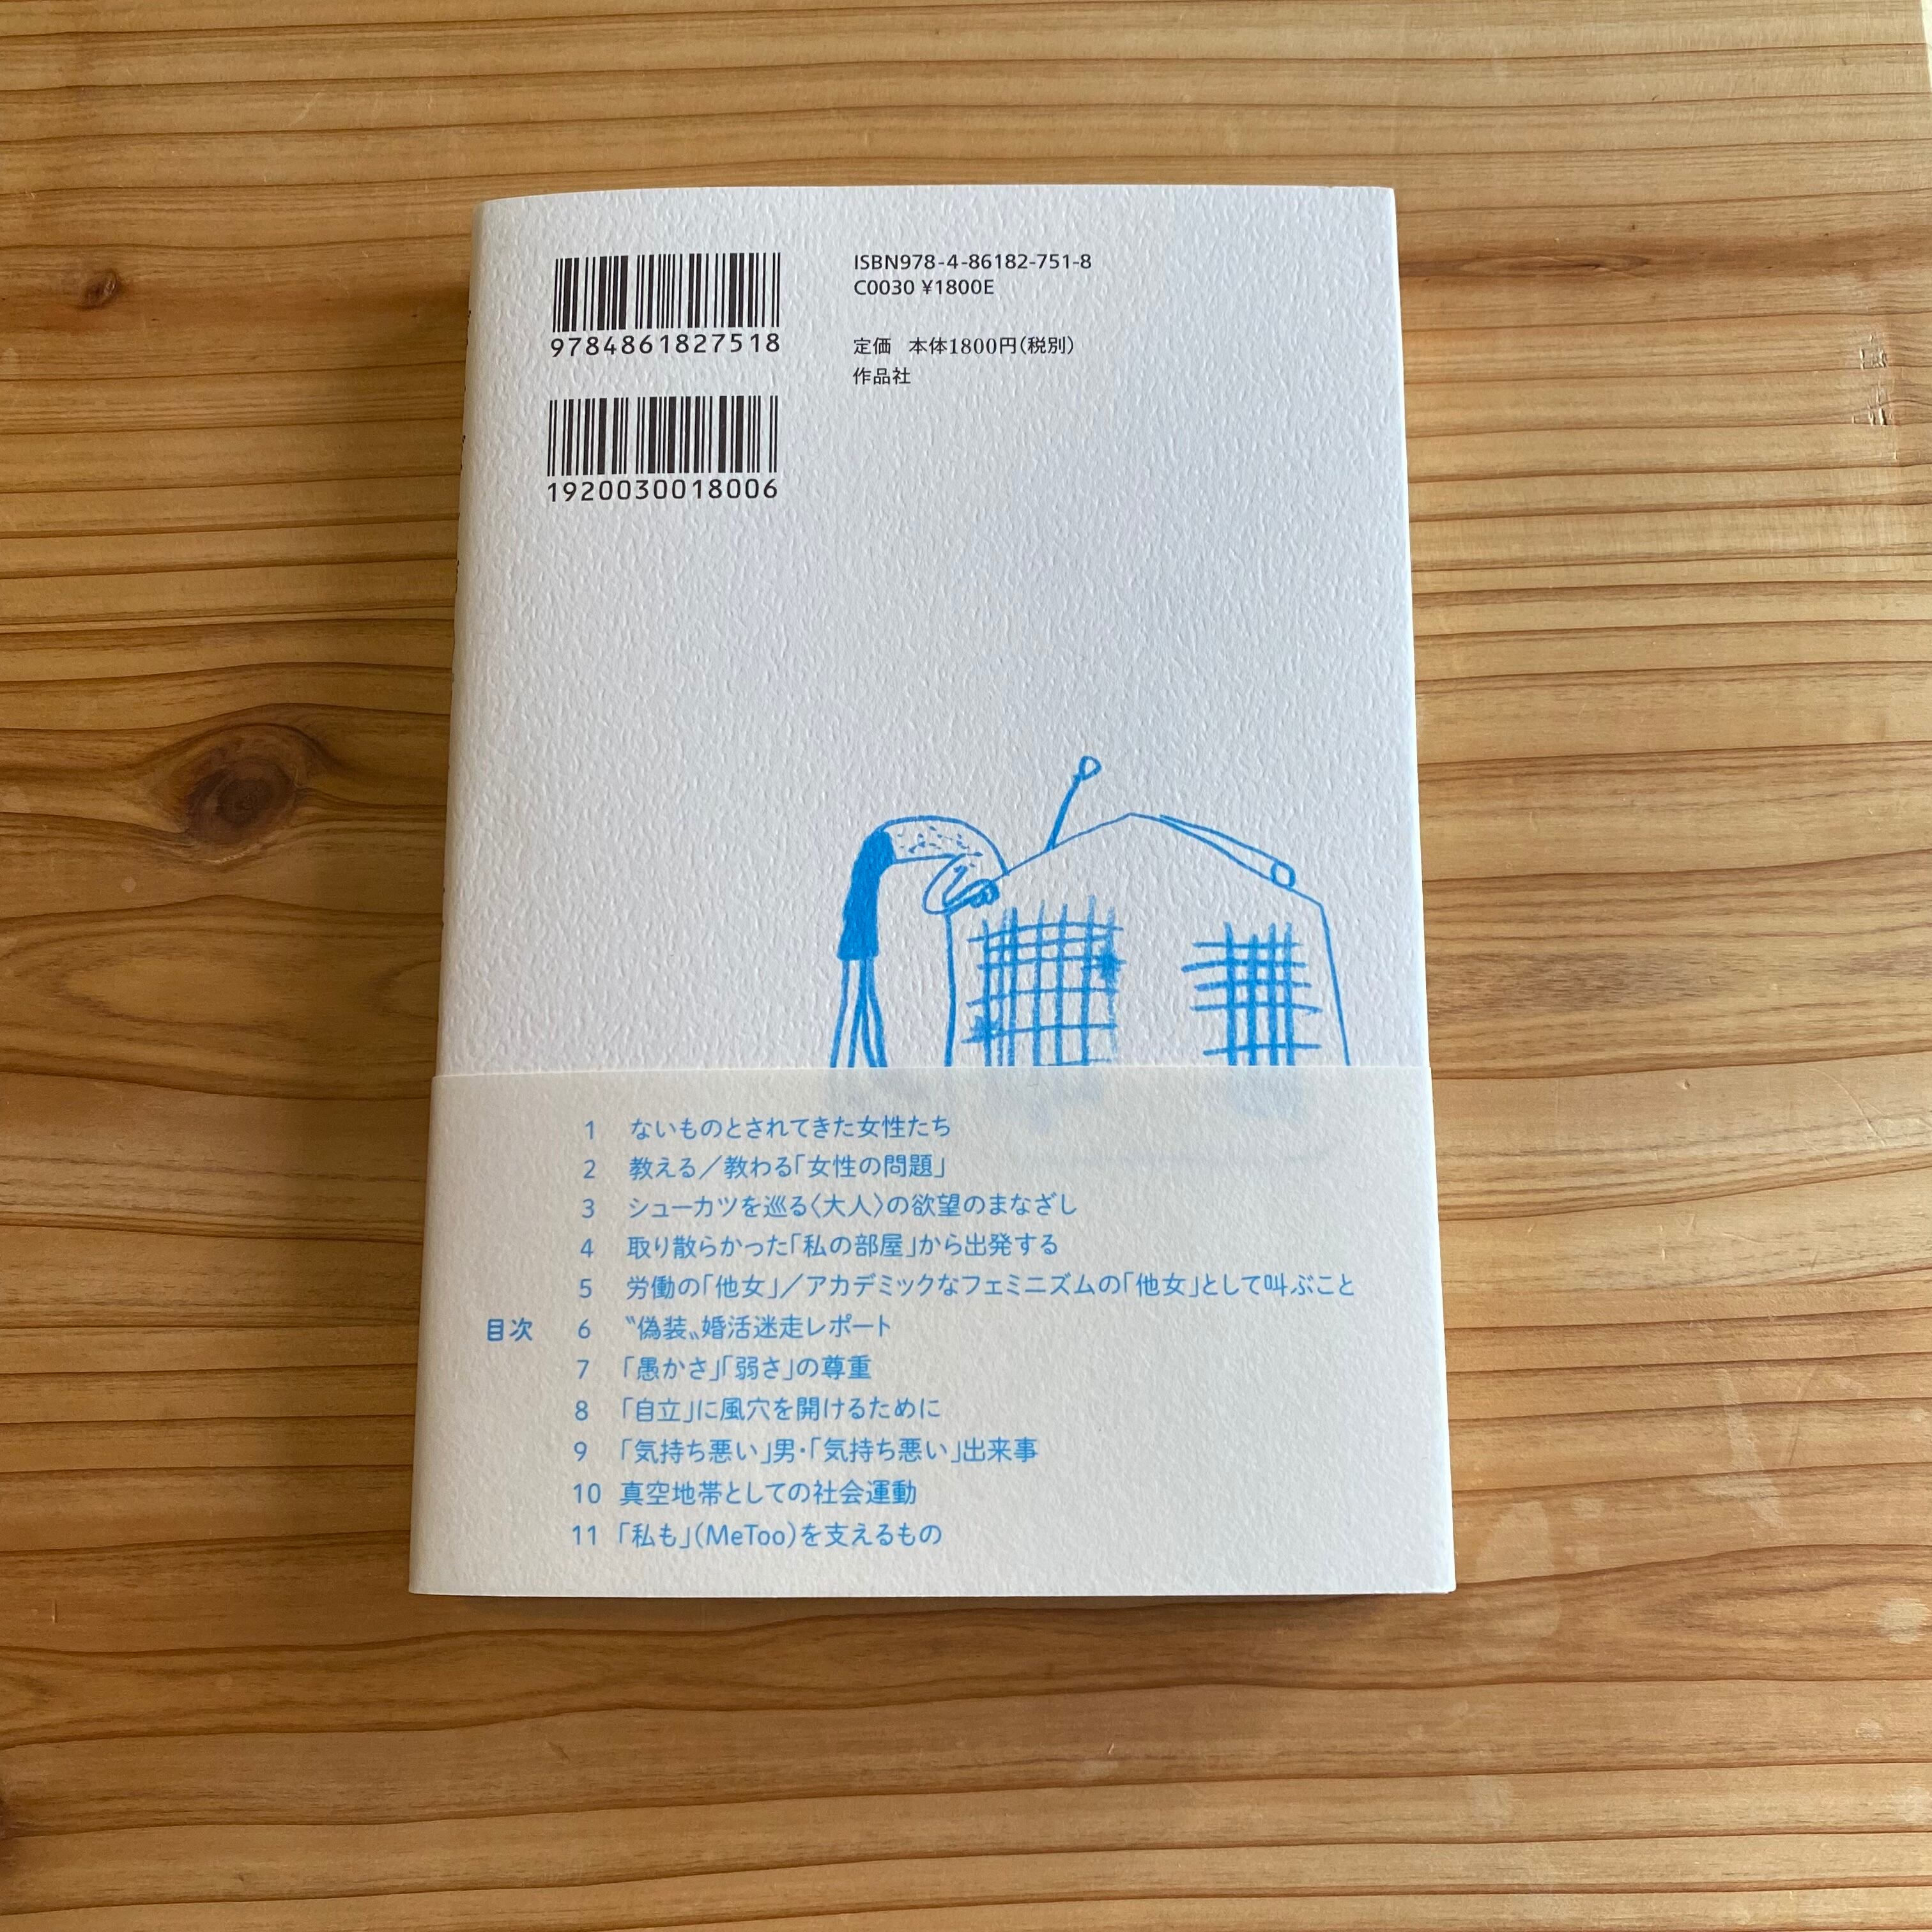 9784861827518
1920030018006
ISBN978-4-86182-751-8
C0030 ¥1800E
定価　本体1800円(税別)
作品社
目次
1 ないものとされてきた女性たち
2 教える／教わる「女性の問題」
3 シューカツを巡る〈大人〉の欲望のまなざし
4 取り散らかった「私の部屋」から出発する
5 労働の「他女」／アカデミックなフェミニズムの「他女」として叫ぶこと
6 〝偽装〟婚活迷走レポート
7 「愚かさ」「弱さ」の尊重
8 「自立」に風穴を開けるために
9 「気持ち悪い」男・「気持ち悪い」出来事
10 真空地帯としての社会運動
11 「私も」(MeToo)を支えるもの